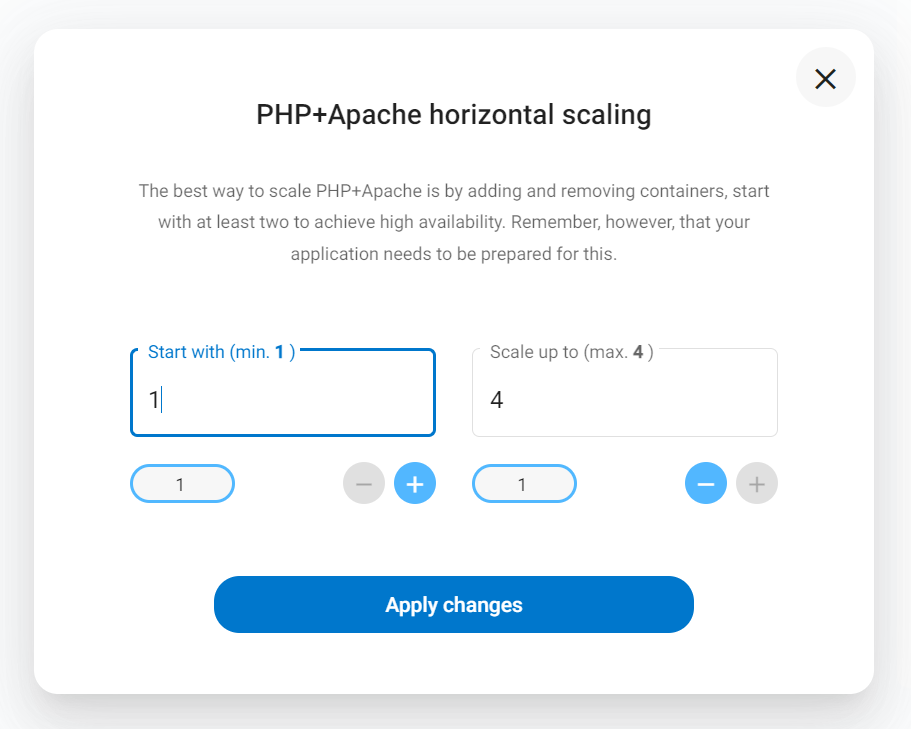 PHP+Apache horizontal scaling
The best way to scale PHP+Apache is by adding and removing containers, start
with at least two to achieve high availability. Remember, however, that your
application needs to be prepared for this.
Start with (min. 1 )
Scale up to (max. 4 )
1
4
1
1
Apply changes